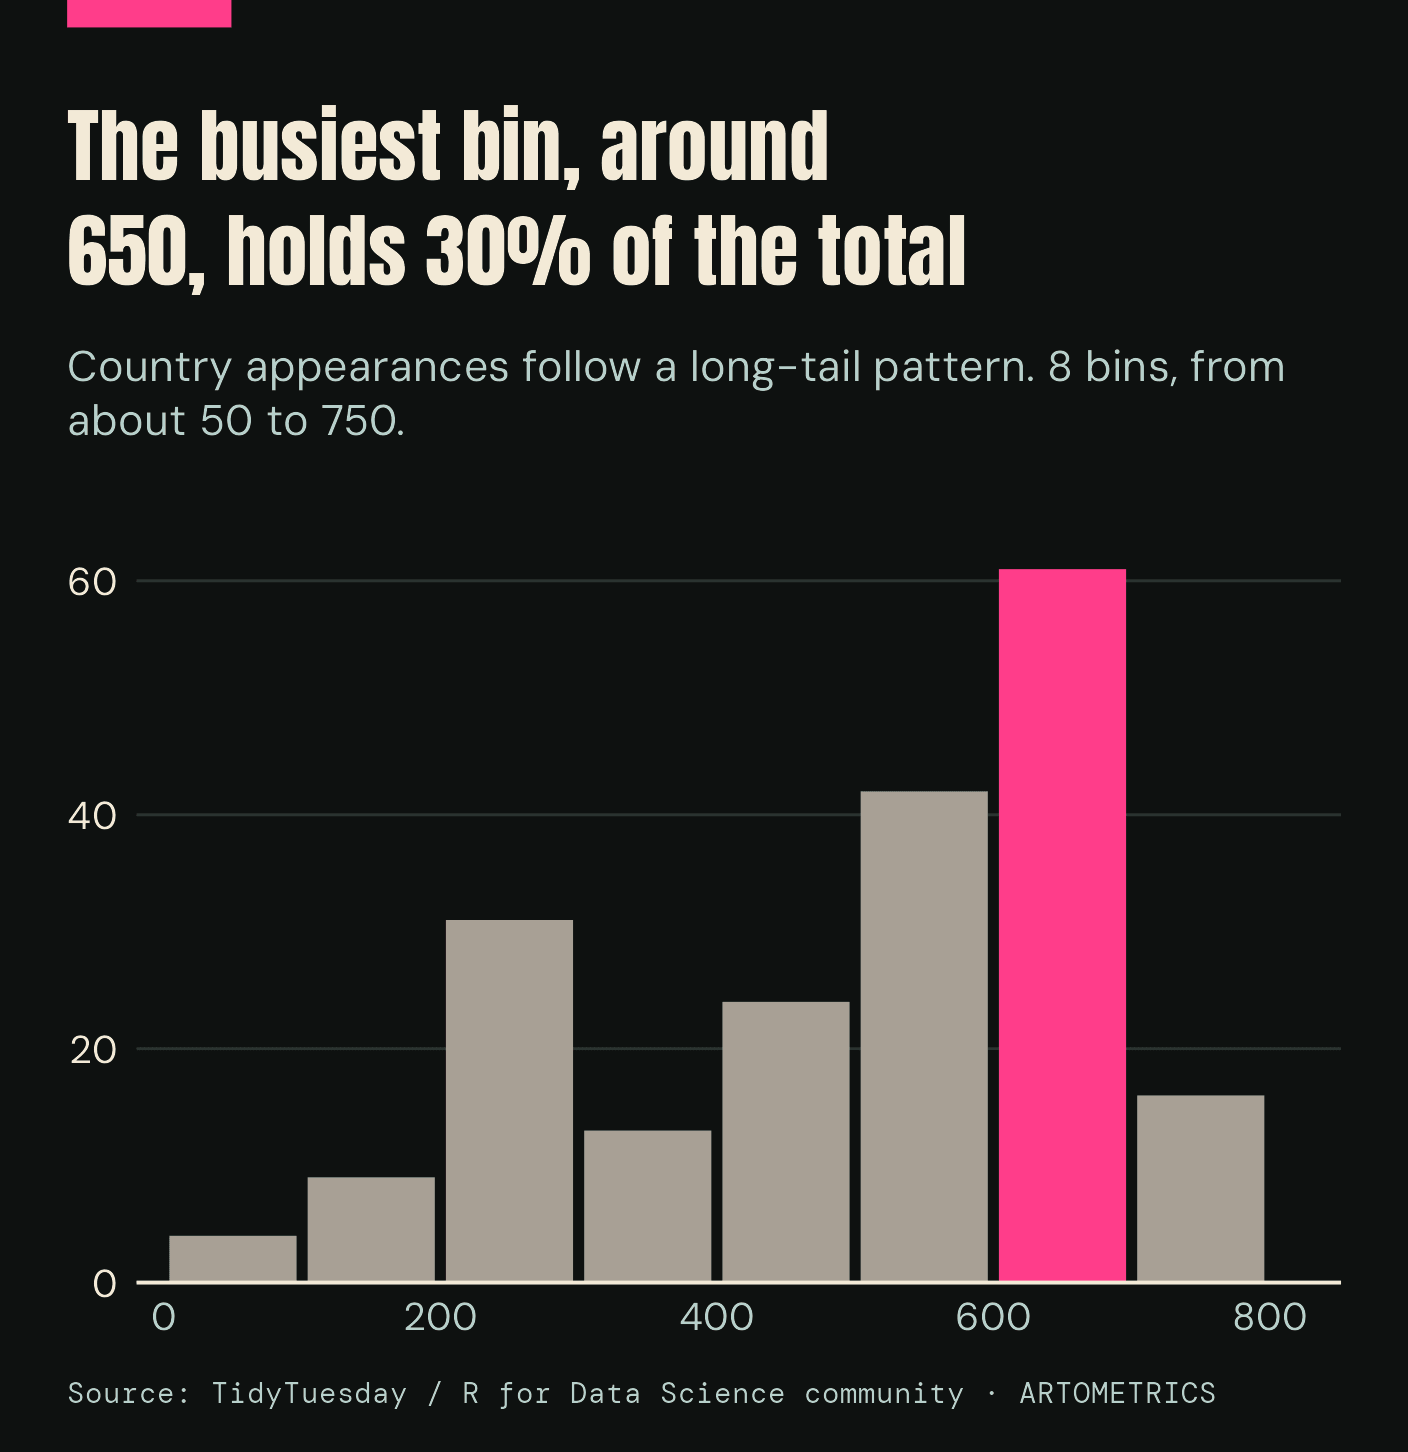 The busiest bin, around
650, holds 30% of the total
Country appearances follow a long-tail pattern. 8 bins, from
about 50 to 750.
60
40
20
0
0 200 400 600 800
Source: TidyTuesday / R for Data Science community · ARTOMETRICS